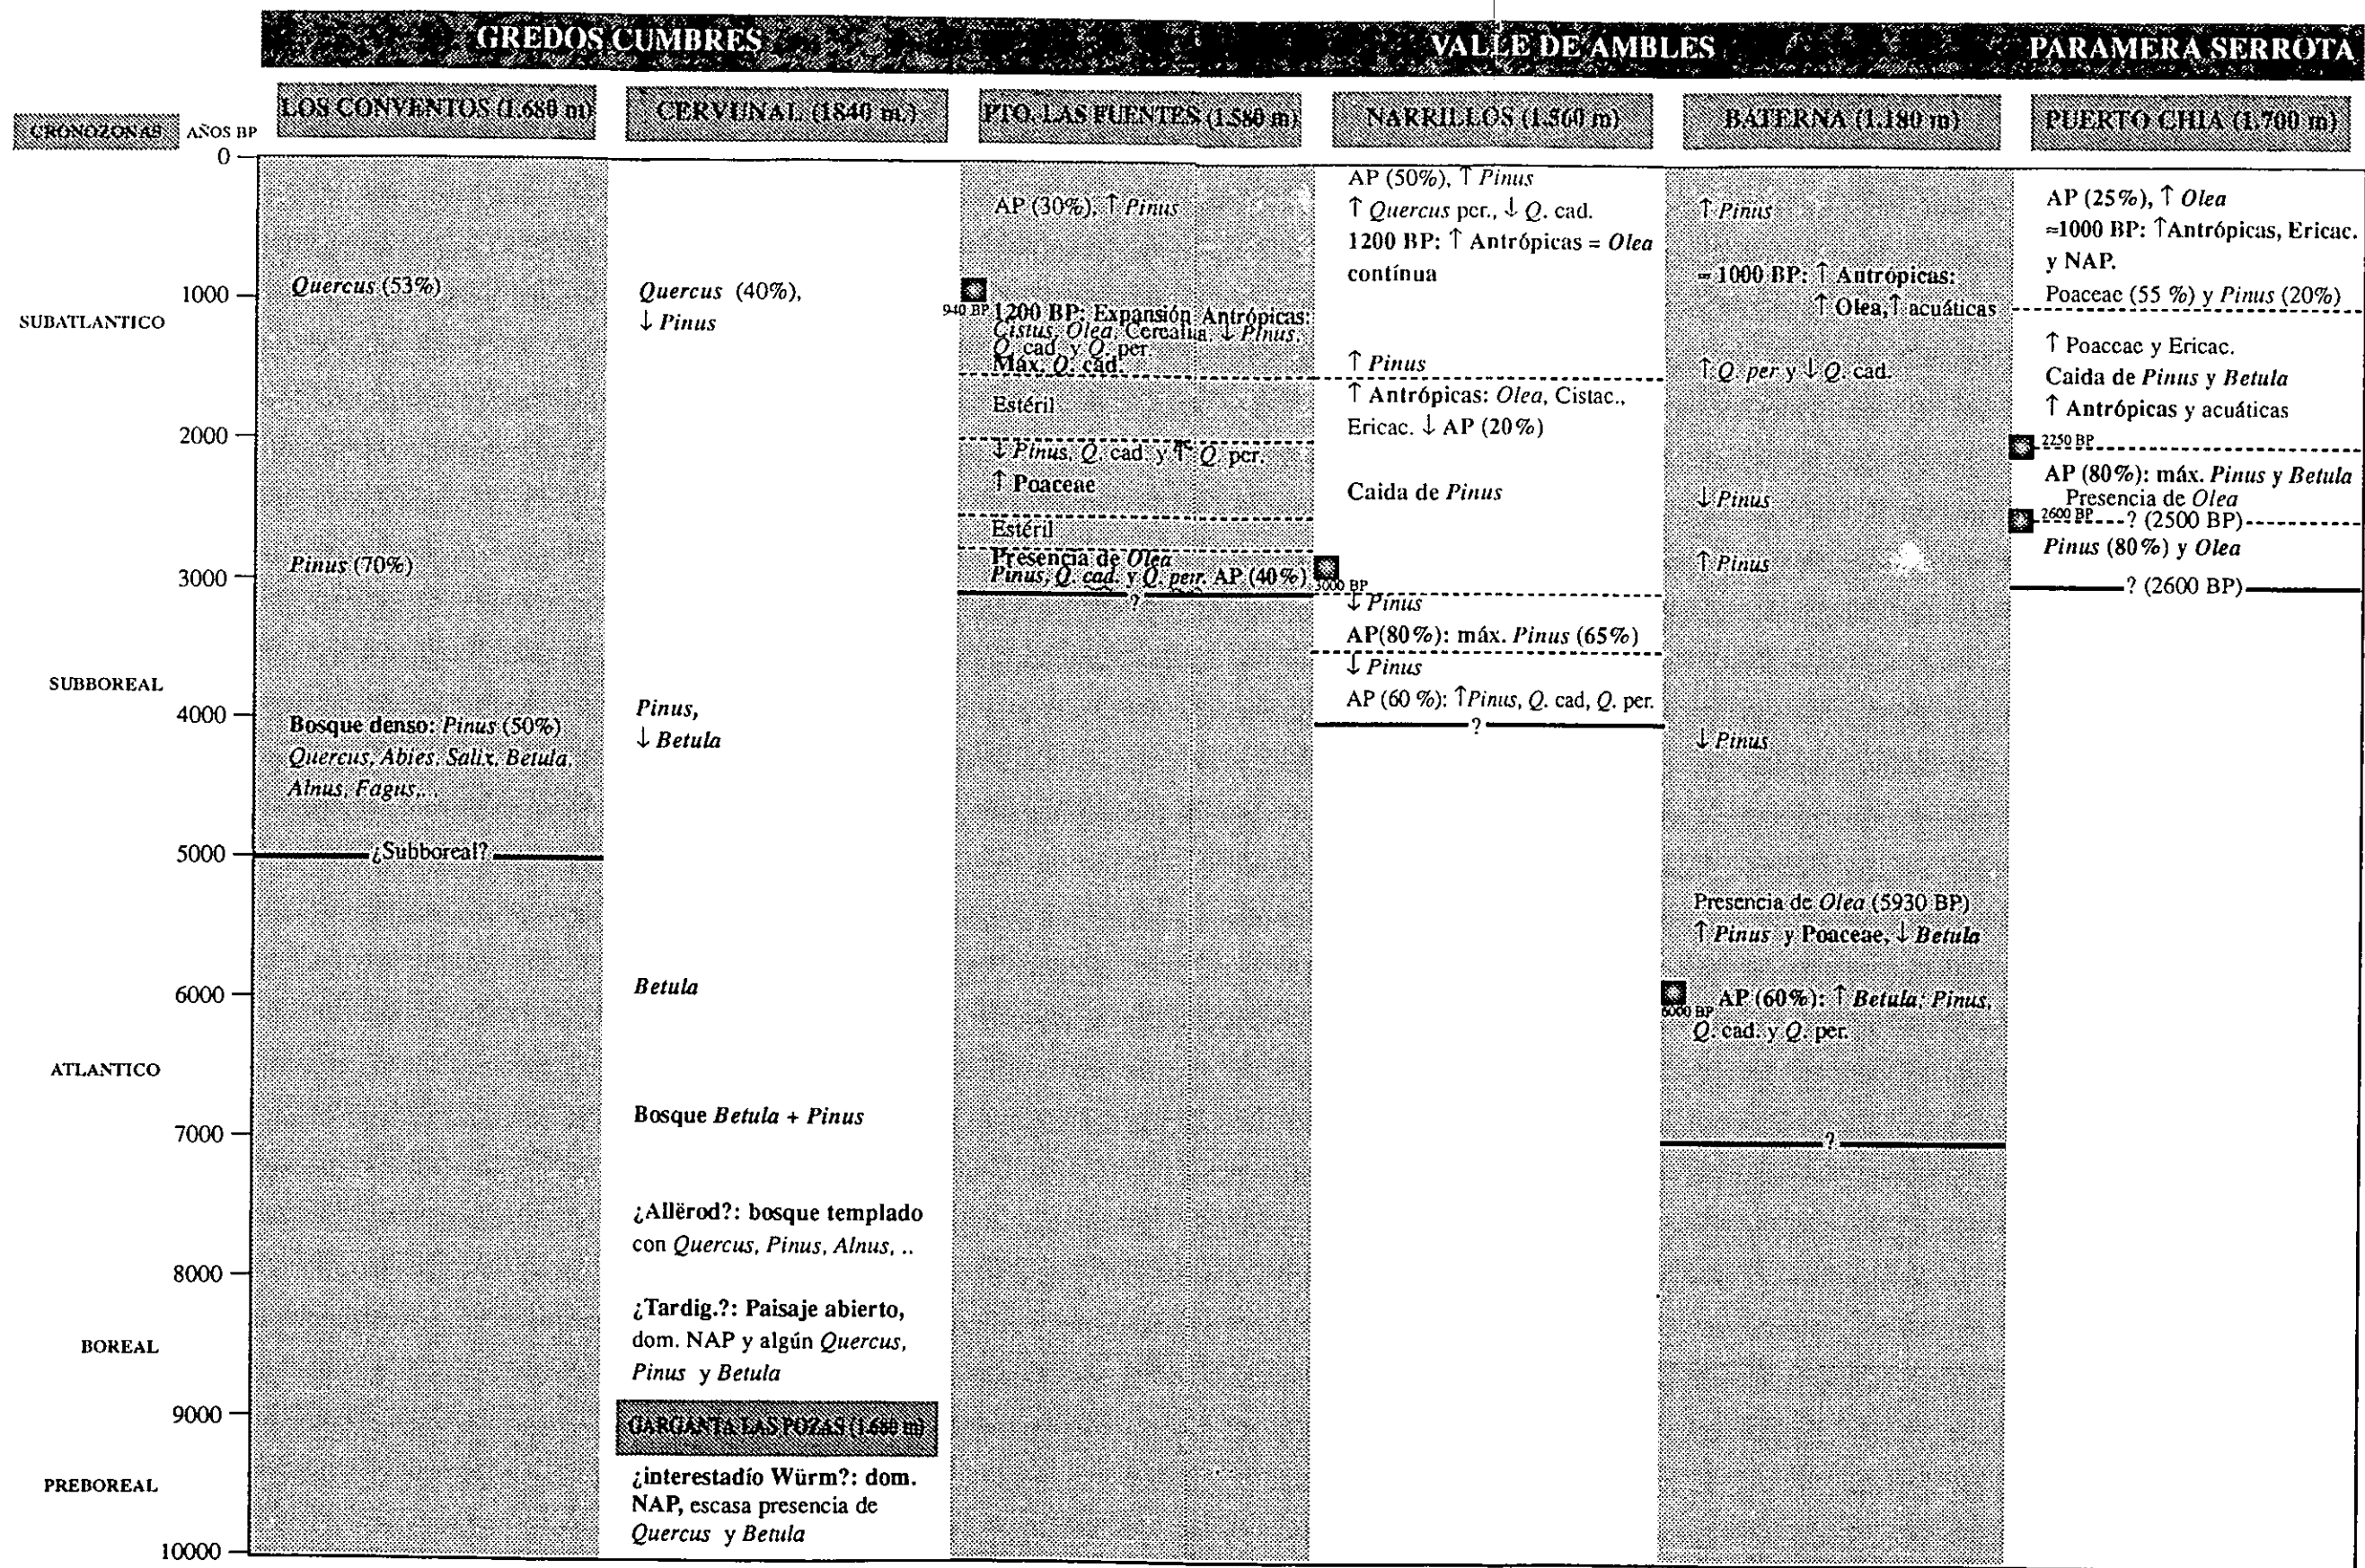 GREDOS CUMBRES
VALLE DE AMBLES
PARAMERA SERROTA
CRONOZONAS
AÑOS BP
LOS CONVENTOS (1.680 m)
CERVUNAL (1840 m.)
PTO. LAS FUENTES (1.580 m)
NARRILLOS (1.360 m)
BATERNA (1.180 m)
PUERTO CHIA (1.700 m)
0
1000
2000
3000
4000
5000
6000
7000
8000
9000
10000
SUBATLANTICO
SUBBOREAL
ATLANTICO
BOREAL
PREBOREAL
Quercus (53%)
Pinus (70%)
Bosque denso: Pinus (50%)
Quercus, Abies, Salix, Betula,
Alnus, Fagus,...
¿Subboreal?
Quercus (40%),
↓ Pinus
Pinus,
↓ Betula
Betula
Bosque Betula + Pinus
¿Allërod?: bosque templado
con Quercus, Pinus, Alnus, ..
¿Tardig.?: Paisaje abierto,
dom. NAP y algún Quercus,
Pinus y Betula
GARGANTA LAS POZAS (1.680 m)
¿interestadío Würm?: dom.
NAP, escasa presencia de
Quercus y Betula
AP (30%), ↑ Pinus
940 BP
1200 BP: Expansión Antrópicas:
Cistus, Olea, Cerealia. ↓ Pinus,
Q. cad. y Q. per.
Máx. Q. cad.
Estéril
↓ Pinus, Q. cad. y ↑ Q. per.
↑ Poaceae
Estéril
Presencia de Olea
Pinus, Q. cad. y Q. perr. AP (40%)
?
AP (50%), ↑ Pinus
↑ Quercus per., ↓ Q. cad.
1200 BP: ↑ Antrópicas = Olea
contínua
↑ Pinus
↑ Antrópicas: Olea, Cistac.,
Ericac. ↓ AP (20%)
Caida de Pinus
3000 BP
↓ Pinus
AP(80%): máx. Pinus (65%)
↓ Pinus
AP (60 %): ↑Pinus, Q. cad, Q. per.
?
↑ Pinus
≈ 1000 BP: ↑ Antrópicas:
↑ Olea,↑ acuáticas
↑ Q. per y ↓ Q. cad.
↓ Pinus
↑ Pinus
↓ Pinus
Presencia de Olea (5930 BP)
↑ Pinus y Poaceae, ↓ Betula
6000 BP
AP (60%): ↑ Betula; Pinus,
Q. cad. y Q. per.
?
AP (25%), ↑ Olea
≈1000 BP: ↑Antrópicas, Ericac.
y NAP.
Poaceae (55 %) y Pinus (20%)
↑ Poaceae y Ericac.
Caida de Pinus y Betula
↑ Antrópicas y acuáticas
2250 BP
AP (80%): máx. Pinus y Betula
Presencia de Olea
2600 BP
? (2500 BP)
Pinus (80%) y Olea
? (2600 BP)